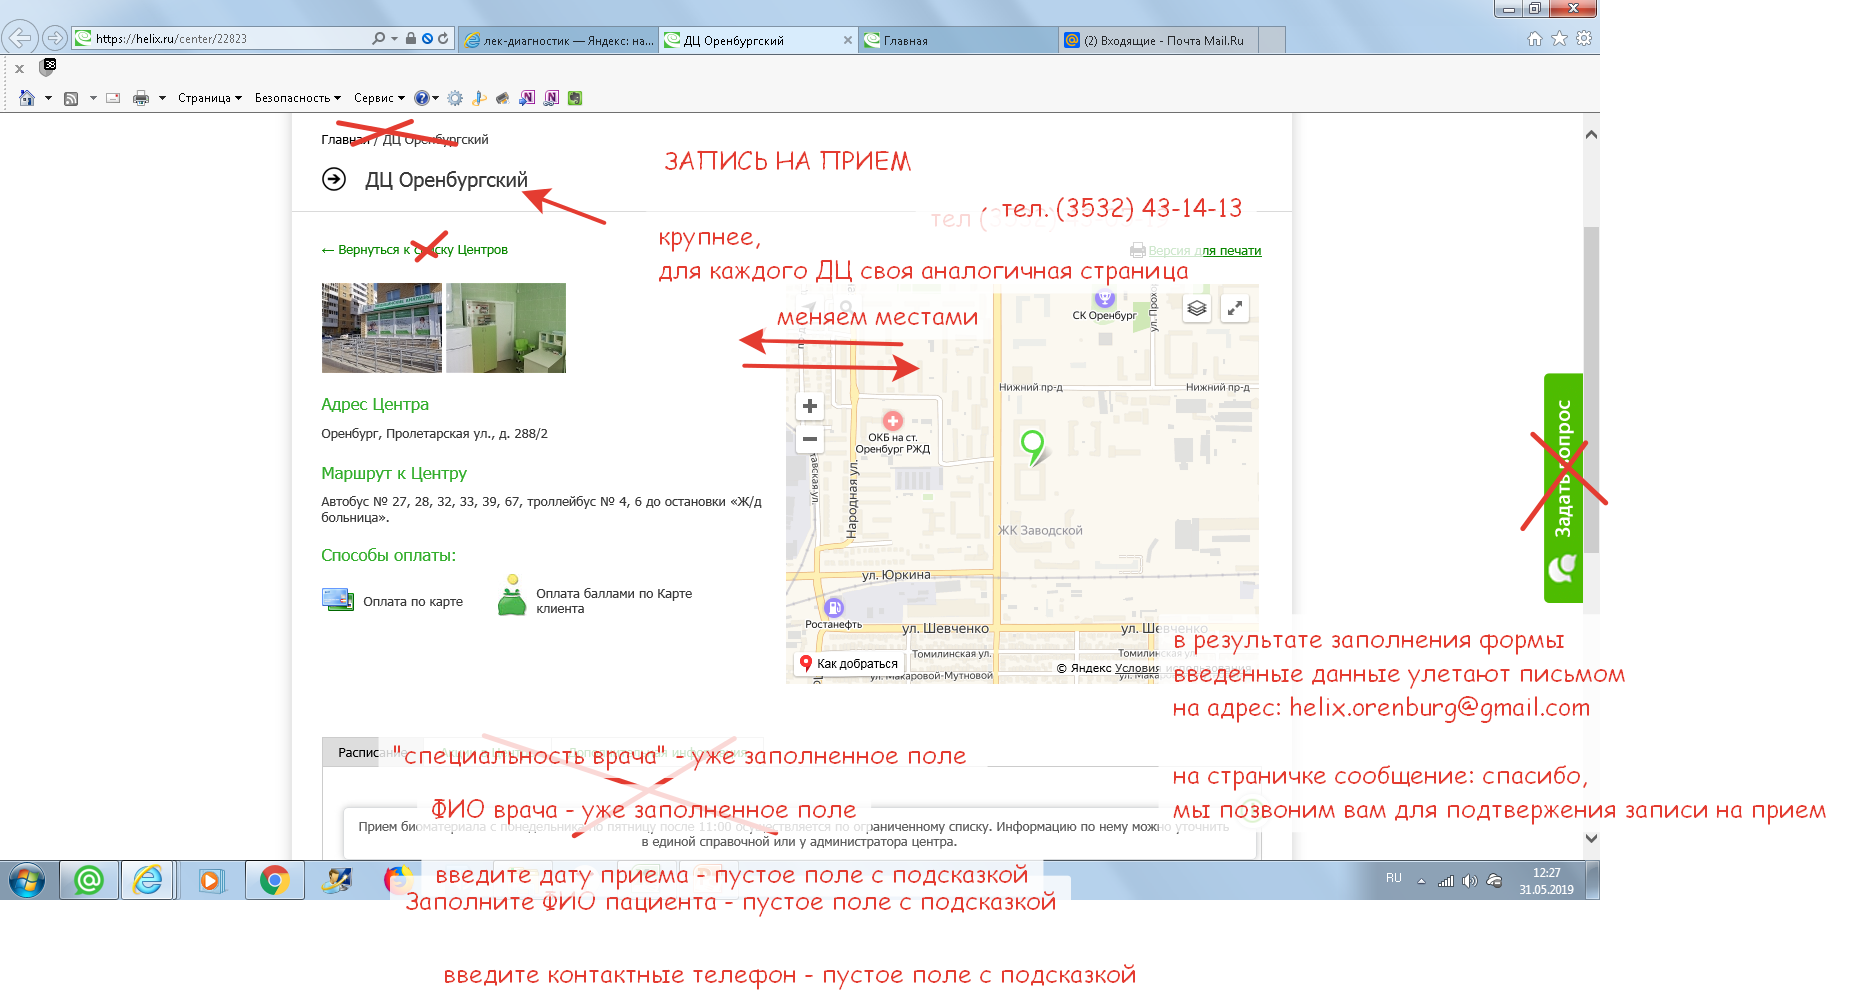 https://helix.ru/center/22823
лек-диагностик — Яндекс: на...
ДЦ Оренбургский
Главная
(2) Входящие - Почта Mail.Ru
x
38
Страница
Безопасность
Сервис
Главная / ДЦ Оренбургский
ЗАПИСЬ НА ПРИЕМ
ДЦ Оренбургский
тел (
тел. (3532) 43-14-13
крупнее,
← Вернуться к списку Центров
Версия для печати
для каждого ДЦ своя аналогичная страница
меняем местами
СК Оренбург
Нижний пр-д
Нижний пр-д
Адрес Центра
Оренбург, Пролетарская ул., д. 288/2
ОКБ на ст.
Оренбург РЖД
Народная ул.
Задать вопрос
Маршрут к Центру
Автобус № 27, 28, 32, 33, 39, 67, троллейбус № 4, 6 до остановки «Ж/д
больница».
ЖК Заводской
Способы оплаты:
Оплата по карте
Оплата баллами по Карте
клиента
ул. Юркина
Ростанефть
ул. Шевченко
ул. Шевченко
Томилинская ул.
Как добраться
© Яндекс Условия использования
ул. Макаровой-Мутновой
в результате заполнения формы
введенные данные улетают письмом
на адрес: helix.orenburg@gmail.com
на страничке сообщение: спасибо,
мы позвоним вам для подтвержения записи на прием
Расписание
"специальность врача" - уже заполненное поле
ФИО врача - уже заполненное поле
Прием биоматериала с понедельника по пятницу после 11:00 осуществляется по ограниченному списку. Информацию по нему можно уточнить
в единой справочной или у администратора центра.
введите дату приема - пустое поле с подсказкой
Заполните ФИО пациента - пустое поле с подсказкой
RU
12:27
31.05.2019
введите контактные телефон - пустое поле с подсказкой